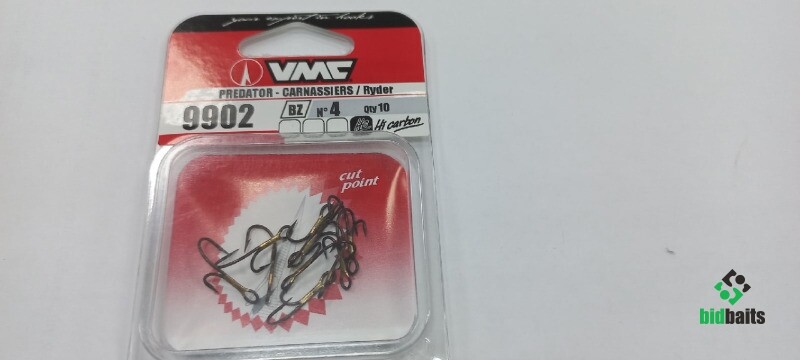 your expert in hooks
VMC
PREDATOR - CARNASSIERS / Ryder
9902 BZ N° 4 Qty 10
Hi carbon
cut
point
bidbaits